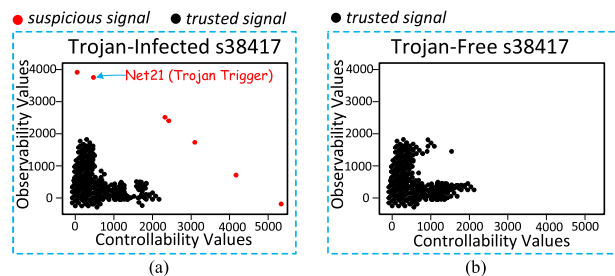 suspicious signal trusted signal trusted signal
Trojan-Infected s38417
Trojan-Free s38417
Observability Values
4000
3000
2000
1000
0
Net21 (Trojan Trigger)
0 1000 2000 3000 4000 5000
Controllability Values
(a)
Observability Values
4000
3000
2000
1000
0
0 1000 2000 3000 4000 5000
Controllability Values
(b)